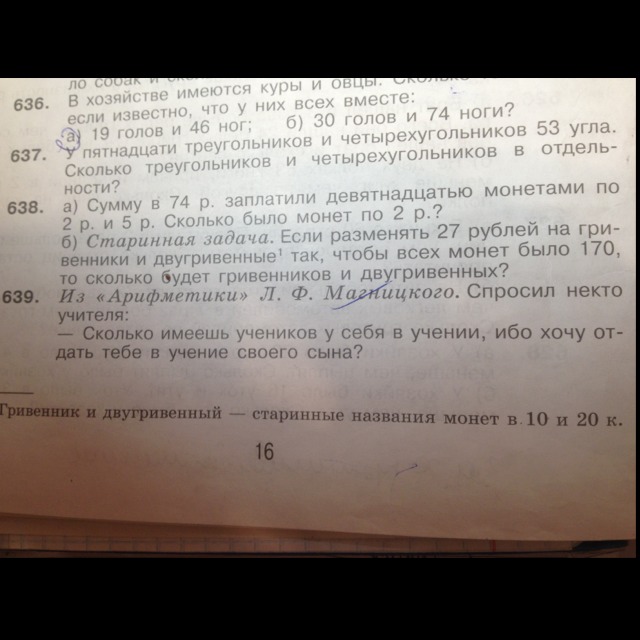 ло собак и
636. В хозяйстве имеются куры и овцы.
если известно, что у них всех вместе:
а) 19 голов и 46 ног; б) 30 голов и 74 ноги?
637. У пятнадцати треугольников и четырехугольников 53 угла.
Сколько треугольников и четырехугольников в отдель-
ности?
638. а) Сумму в 74 р. заплатили девятнадцатью монетами по
2 р. и 5 р. Сколько было монет по 2 р.?
б) Старинная задача. Если разменять 27 рублей на гри-
венники и двугривенные¹ так, чтобы всех монет было 170,
то сколько будет гривенников и двугривенных?
639. Из «Арифметики» Л. Ф. Магницкого. Спросил некто
учителя:
— Сколько имеешь учеников у себя в учении, ибо хочу от-
дать тебе в учение своего сына?
Гривенник и двугривенный — старинные названия монет в 10 и 20 к.
16